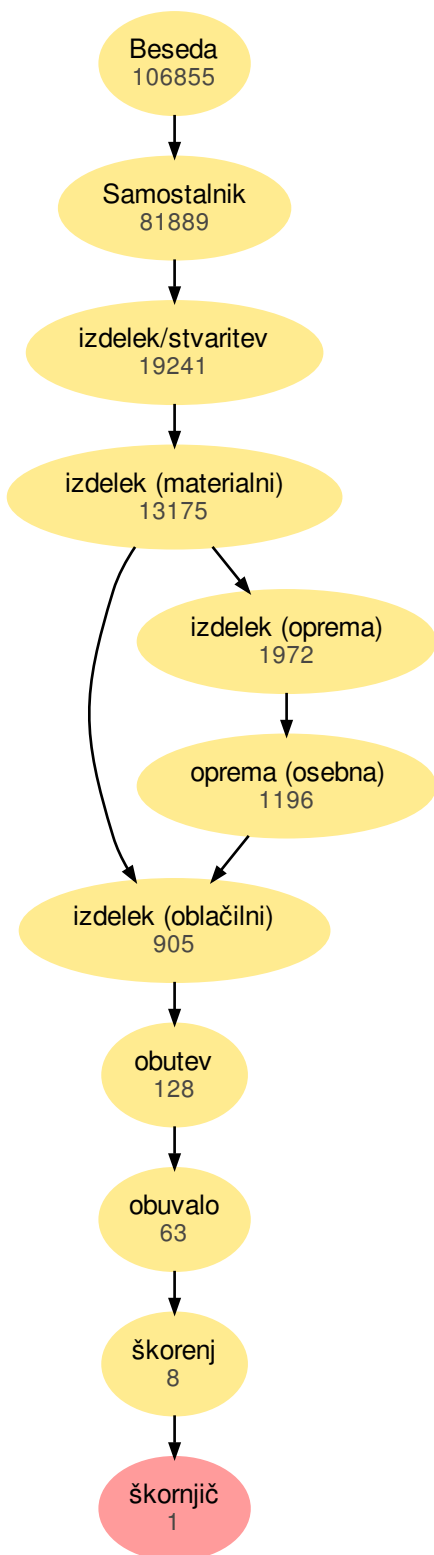 Beseda
106855
Samostalnik
81889
izdelek/stvaritev
19241
izdelek (materialni)
13175
izdelek (oprema)
1972
oprema (osebna)
1196
izdelek (oblačilni)
905
obutev
128
obuvalo
63
škorenj
8
škornjič
1